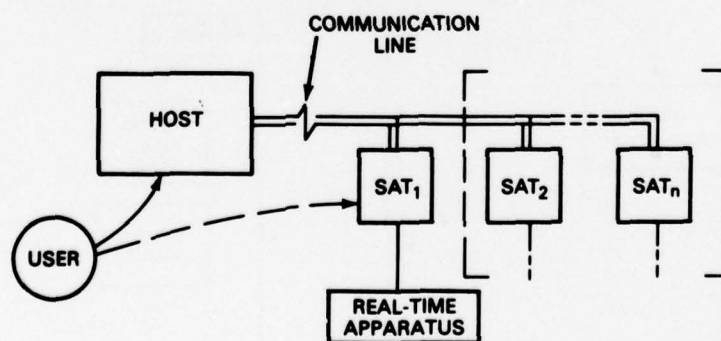 COMMUNICATION
LINE
HOST
SAT₁
SAT₂
SATₙ
USER
REAL-TIME
APPARATUS